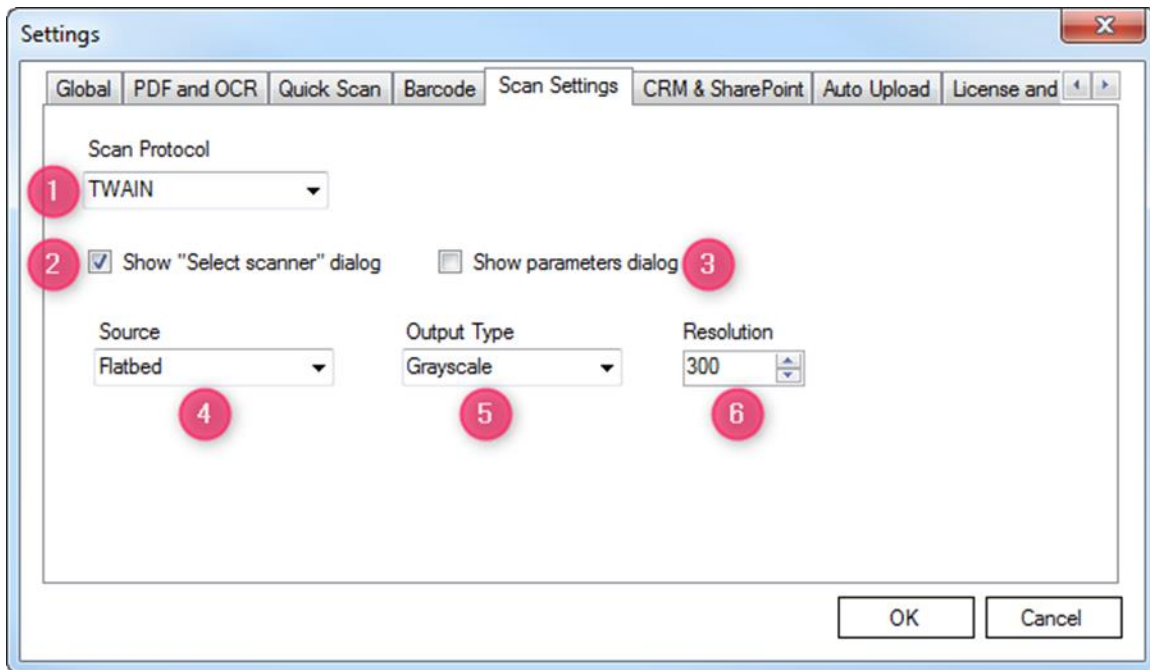 Settings
Global PDF and OCR Quick Scan Barcode Scan Settings CRM & SharePoint Auto Upload License and
Scan Protocol
1 TWAIN
2 Show "Select scanner" dialog Show parameters dialog 3
Source Output Type Resolution
Flatbed Grayscale 300
4 5 6
OK Cancel